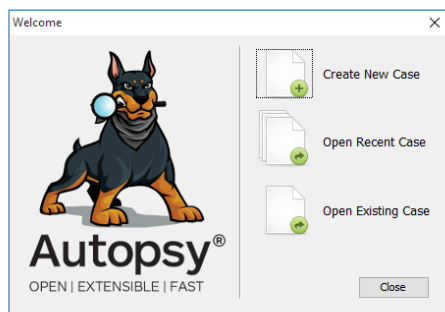 Welcome
Create New Case
Open Recent Case
Open Existing Case
Autopsy®
OPEN | EXTENSIBLE | FAST
Close